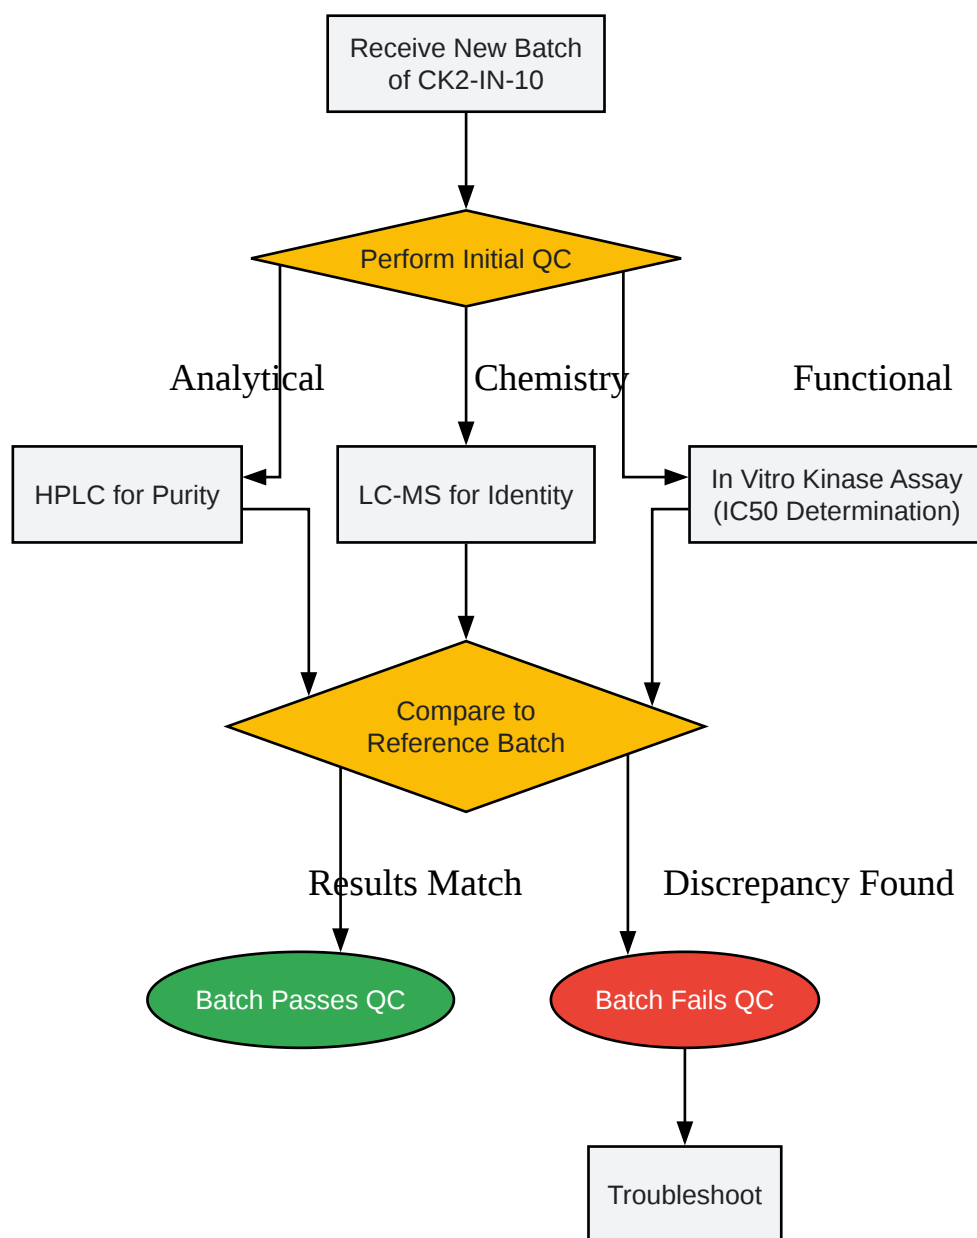 Receive New Batch
of CK2-IN-10
Perform Initial QC
Analytical
Chemistry
Functional
HPLC for Purity
LC-MS for Identity
In Vitro Kinase Assay
(IC50 Determination)
Compare to
Reference Batch
Results Match
Discrepancy Found
Batch Passes QC
Batch Fails QC
Troubleshoot